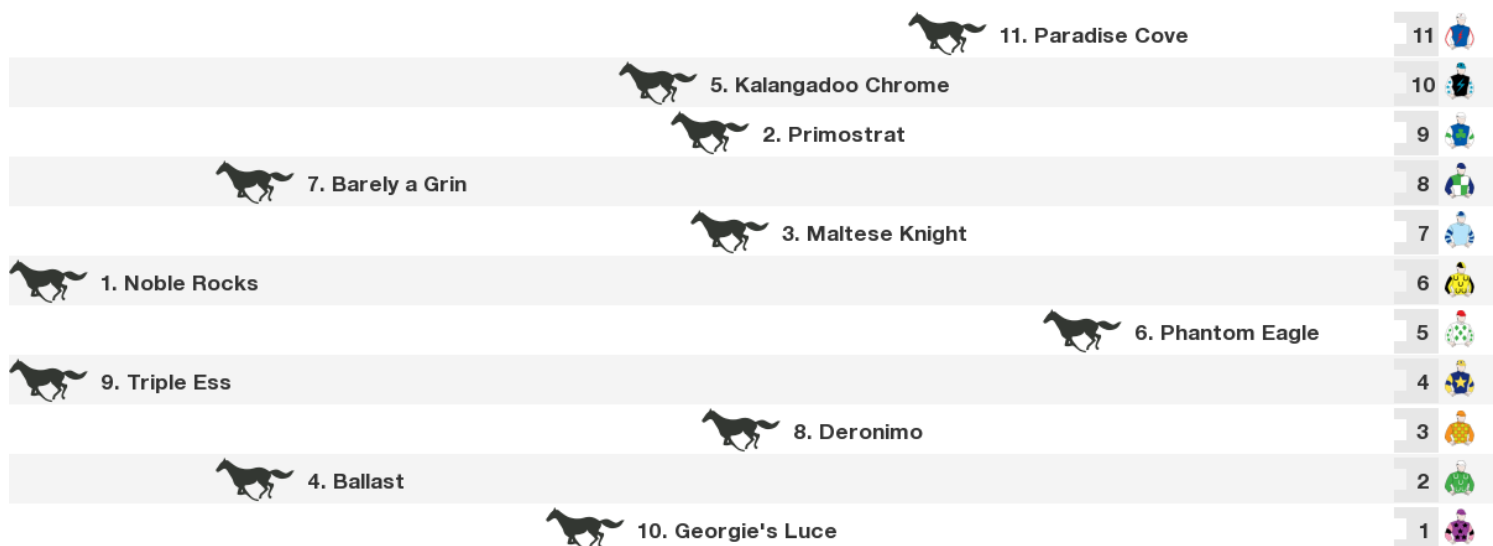 11. Paradise Cove 11
5. Kalangadoo Chrome 10
2. Primostrat 9
7. Barely a Grin 8
3. Maltese Knight 7
1. Noble Rocks 6
6. Phantom Eagle 5
9. Triple Ess 4
8. Deronimo 3
4. Ballast 2
10. Georgie's Luce 1